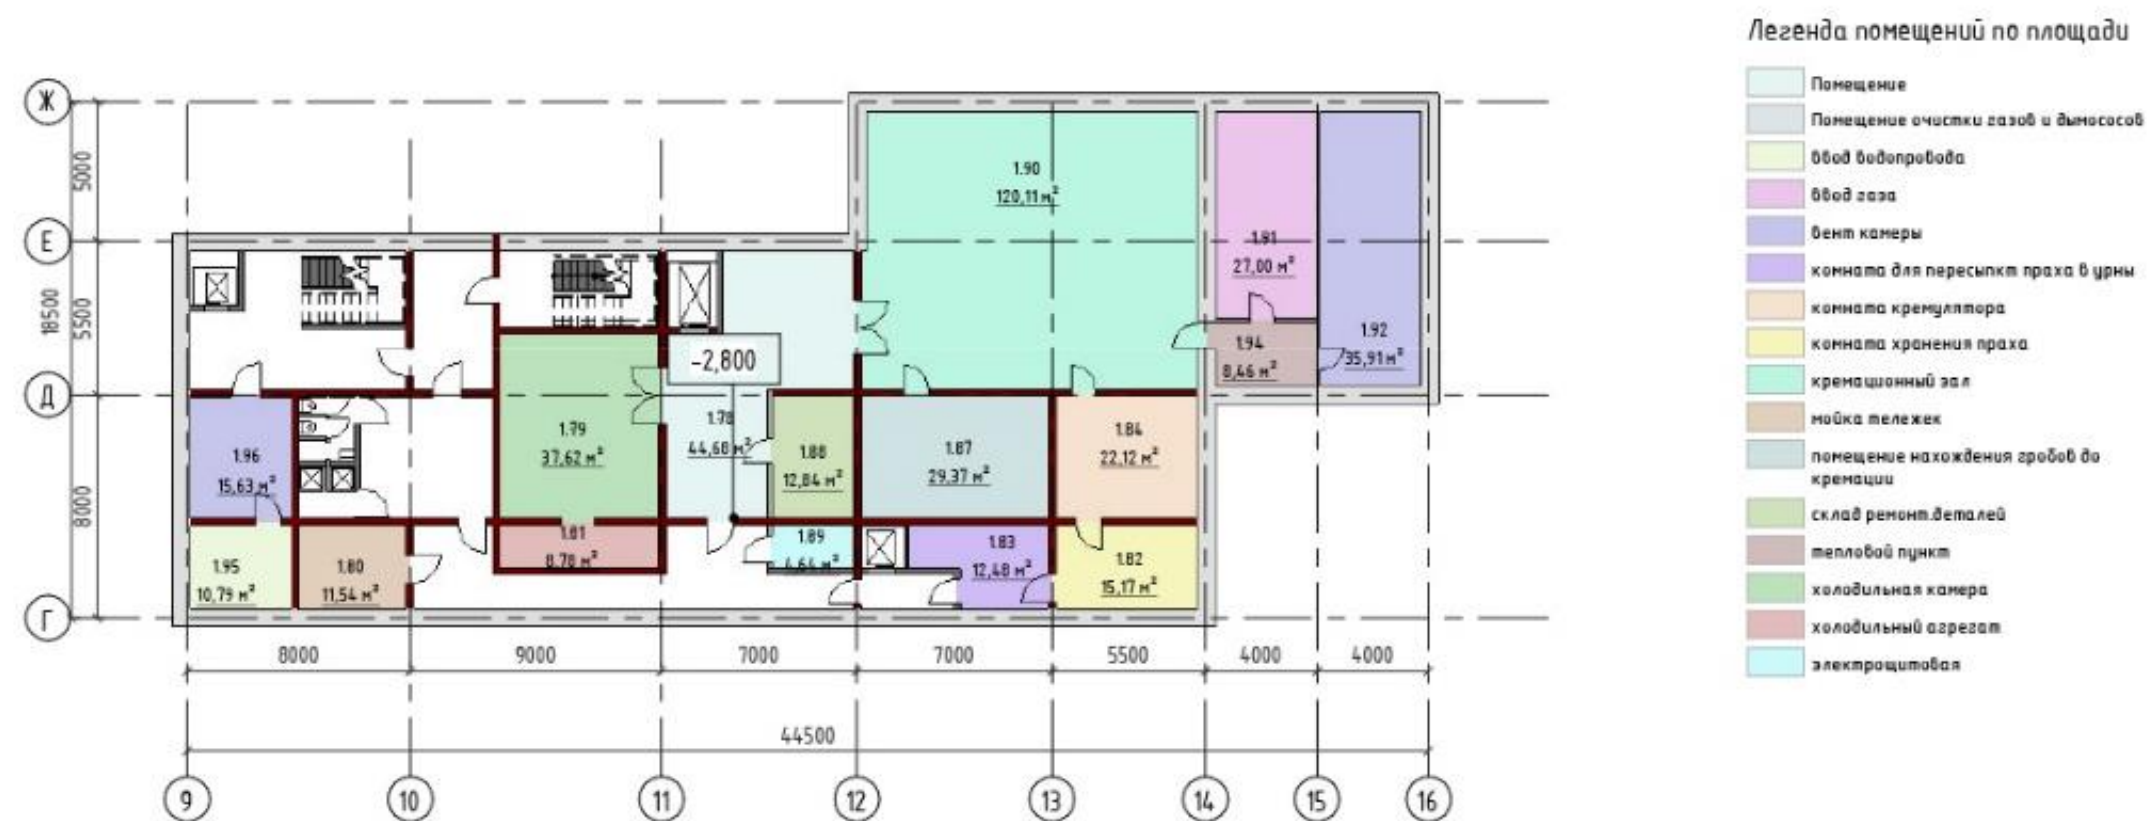 Легенда помещений по площади
Помещение
Помещение очистки газов и дымососов
ввод водопровода
ввод газа
вент камеры
комната для пересыпкт праха в урны
комната кремулятора
комната хранения праха
кремационный зал
мойка тележек
помещение нахождения гробов до
кремации
склад ремонт.деталей
тепловой пункт
холодильная камера
холодильный агрегат
электрощитовая
Ж
Е
Д
Г
5000
5500
8000
18500
1.90
120,11 м²
1.91
27,00 м²
1.92
35,91 м²
1.94
8,46 м²
-2,800
1.78
44,68 м²
1.79
37,62 м²
1.88
12,84 м²
1.87
29,37 м²
1.84
22,12 м²
1.96
15,63 м²
1.95
10,79 м²
1.80
11,54 м²
1.81
8,78 м²
1.89
4,64 м²
1.83
12,48 м²
1.82
15,17 м²
8000
9000
7000
7000
5500
4000
4000
44500
9
10
11
12
13
14
15
16